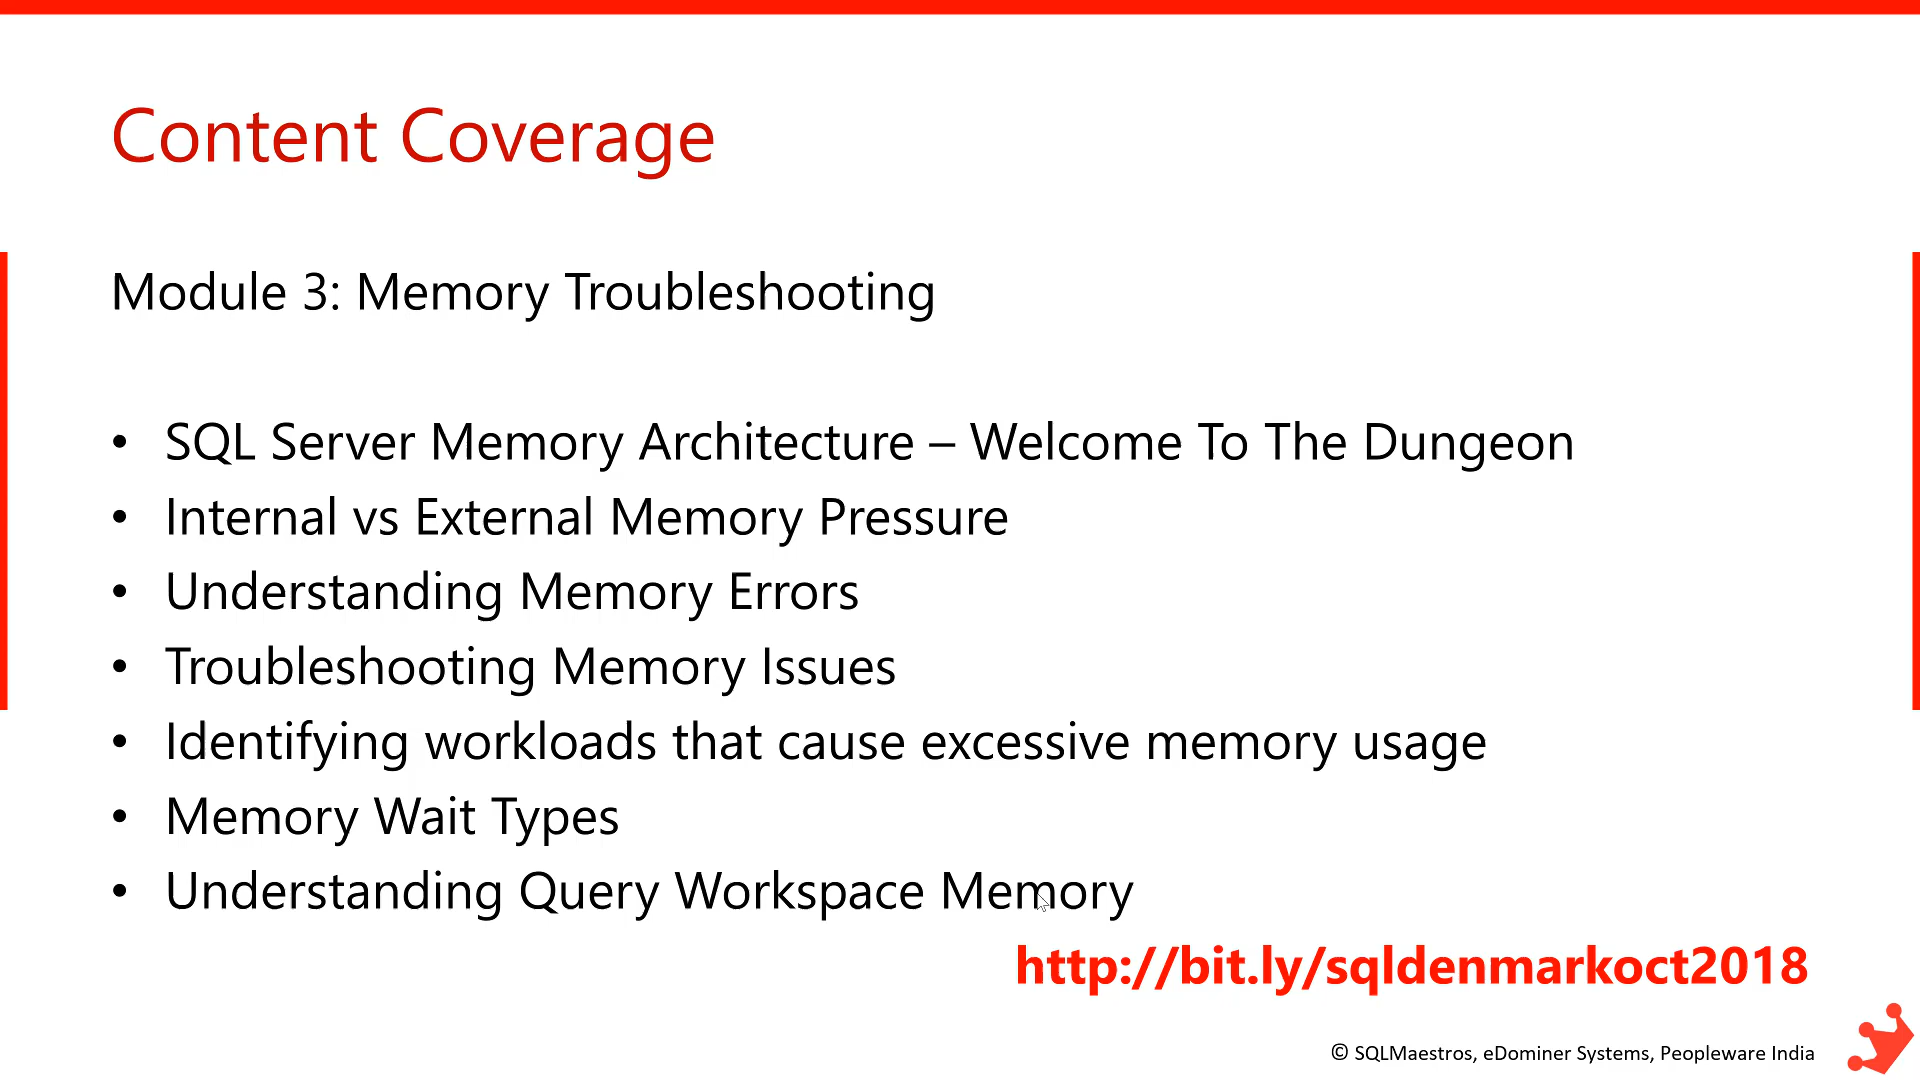 Content Coverage
Module 3: Memory Troubleshooting
• SQL Server Memory Architecture – Welcome To The Dungeon
• Internal vs External Memory Pressure
• Understanding Memory Errors
• Troubleshooting Memory Issues
• Identifying workloads that cause excessive memory usage
• Memory Wait Types
• Understanding Query Workspace Memory
http://bit.ly/sqldenmarkoct2018
© SQLMaestros, eDominer Systems, Peopleware India